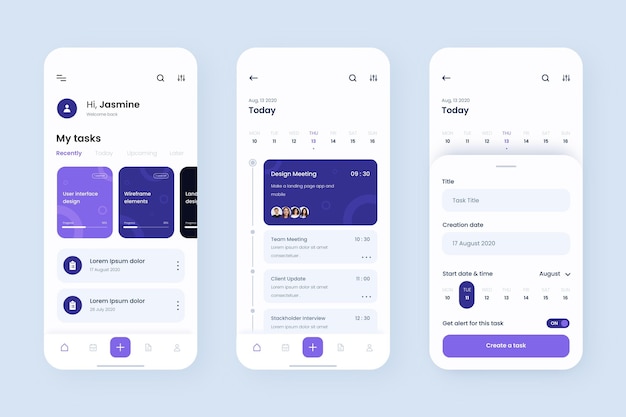 Hi, Jasmine
Welcome back
My tasks
Recently Today Upcoming Later
User interface
design
Progress
Wireframe
elements
Progress
Lan
desi
Progress
Lorem Ipsum dolor
17 August 2020
Lorem Ipsum dolor
29 July 2020
Aug, 13 2020
Today
MON TUE WED THU FRI SAT SUN
10 11 12 13 14 15 16
Design Meeting 09 : 30
Make a landing page app and
mobile
Team Meeting 10 : 30
Lorem ipsum dolor sit amet
consectetur
Client Update 11 : 00
Lorem ipsum dolor sit amet
consectetur
Stackholder Interview 12 : 30
Lorem ipsum dolor sit amet
Aug, 13 2020
Today
MON TUE WED THU FRI SAT SUN
10 11 12 13 14 15 16
Title
Task Title
Creation date
17 August 2020
Start date & time August
MON TUE WED THU FRI SAT SUN
10 11 12 13 14 15 16
Get alert for this task ON
Create a task